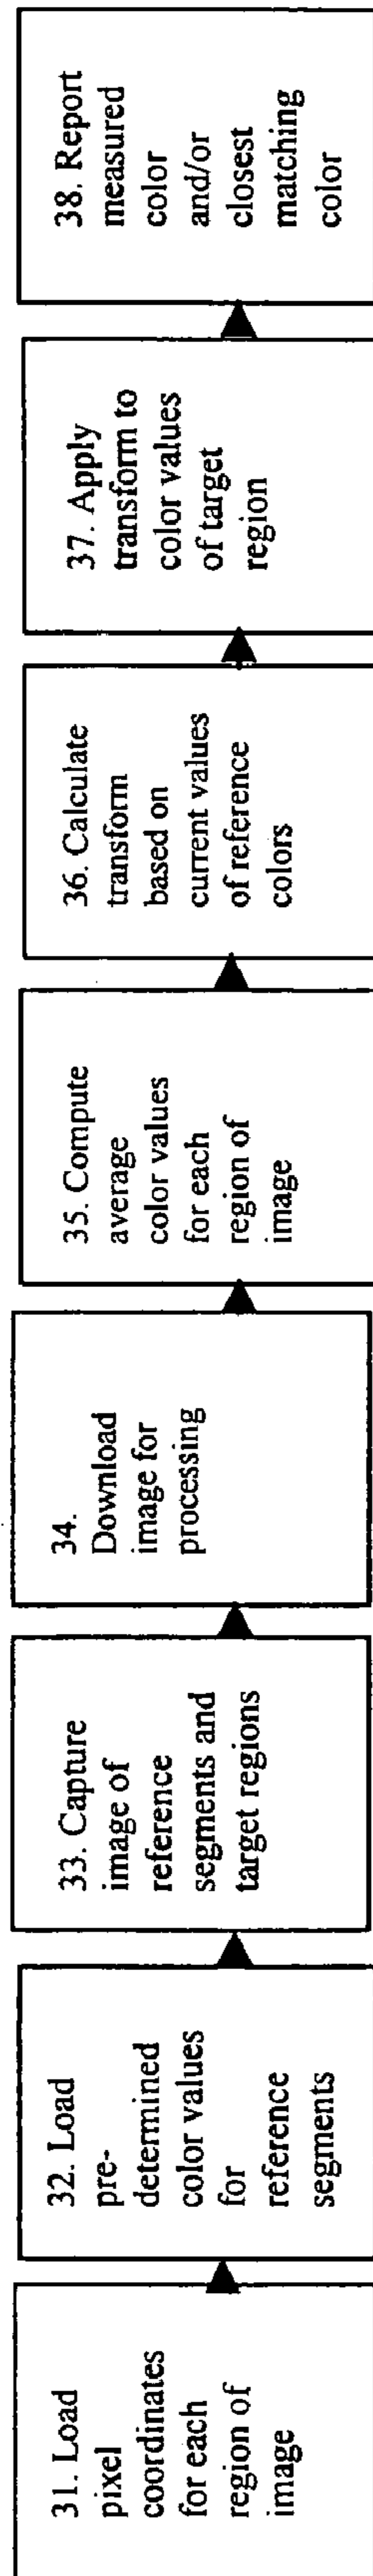 31. Load
pixel
coordinates
for each
region of
image
32. Load
pre-
determined
color values
for
reference
segments
33. Capture
image of
reference
segments and
target regions
34.
Download
image for
processing
35. Compute
average
color values
for each
region of
image
36. Calculate
transform
based on
current values
of reference
colors
37. Apply
transform to
color values
of target
region
38. Report
measured
color
and/or
closest
matching
color